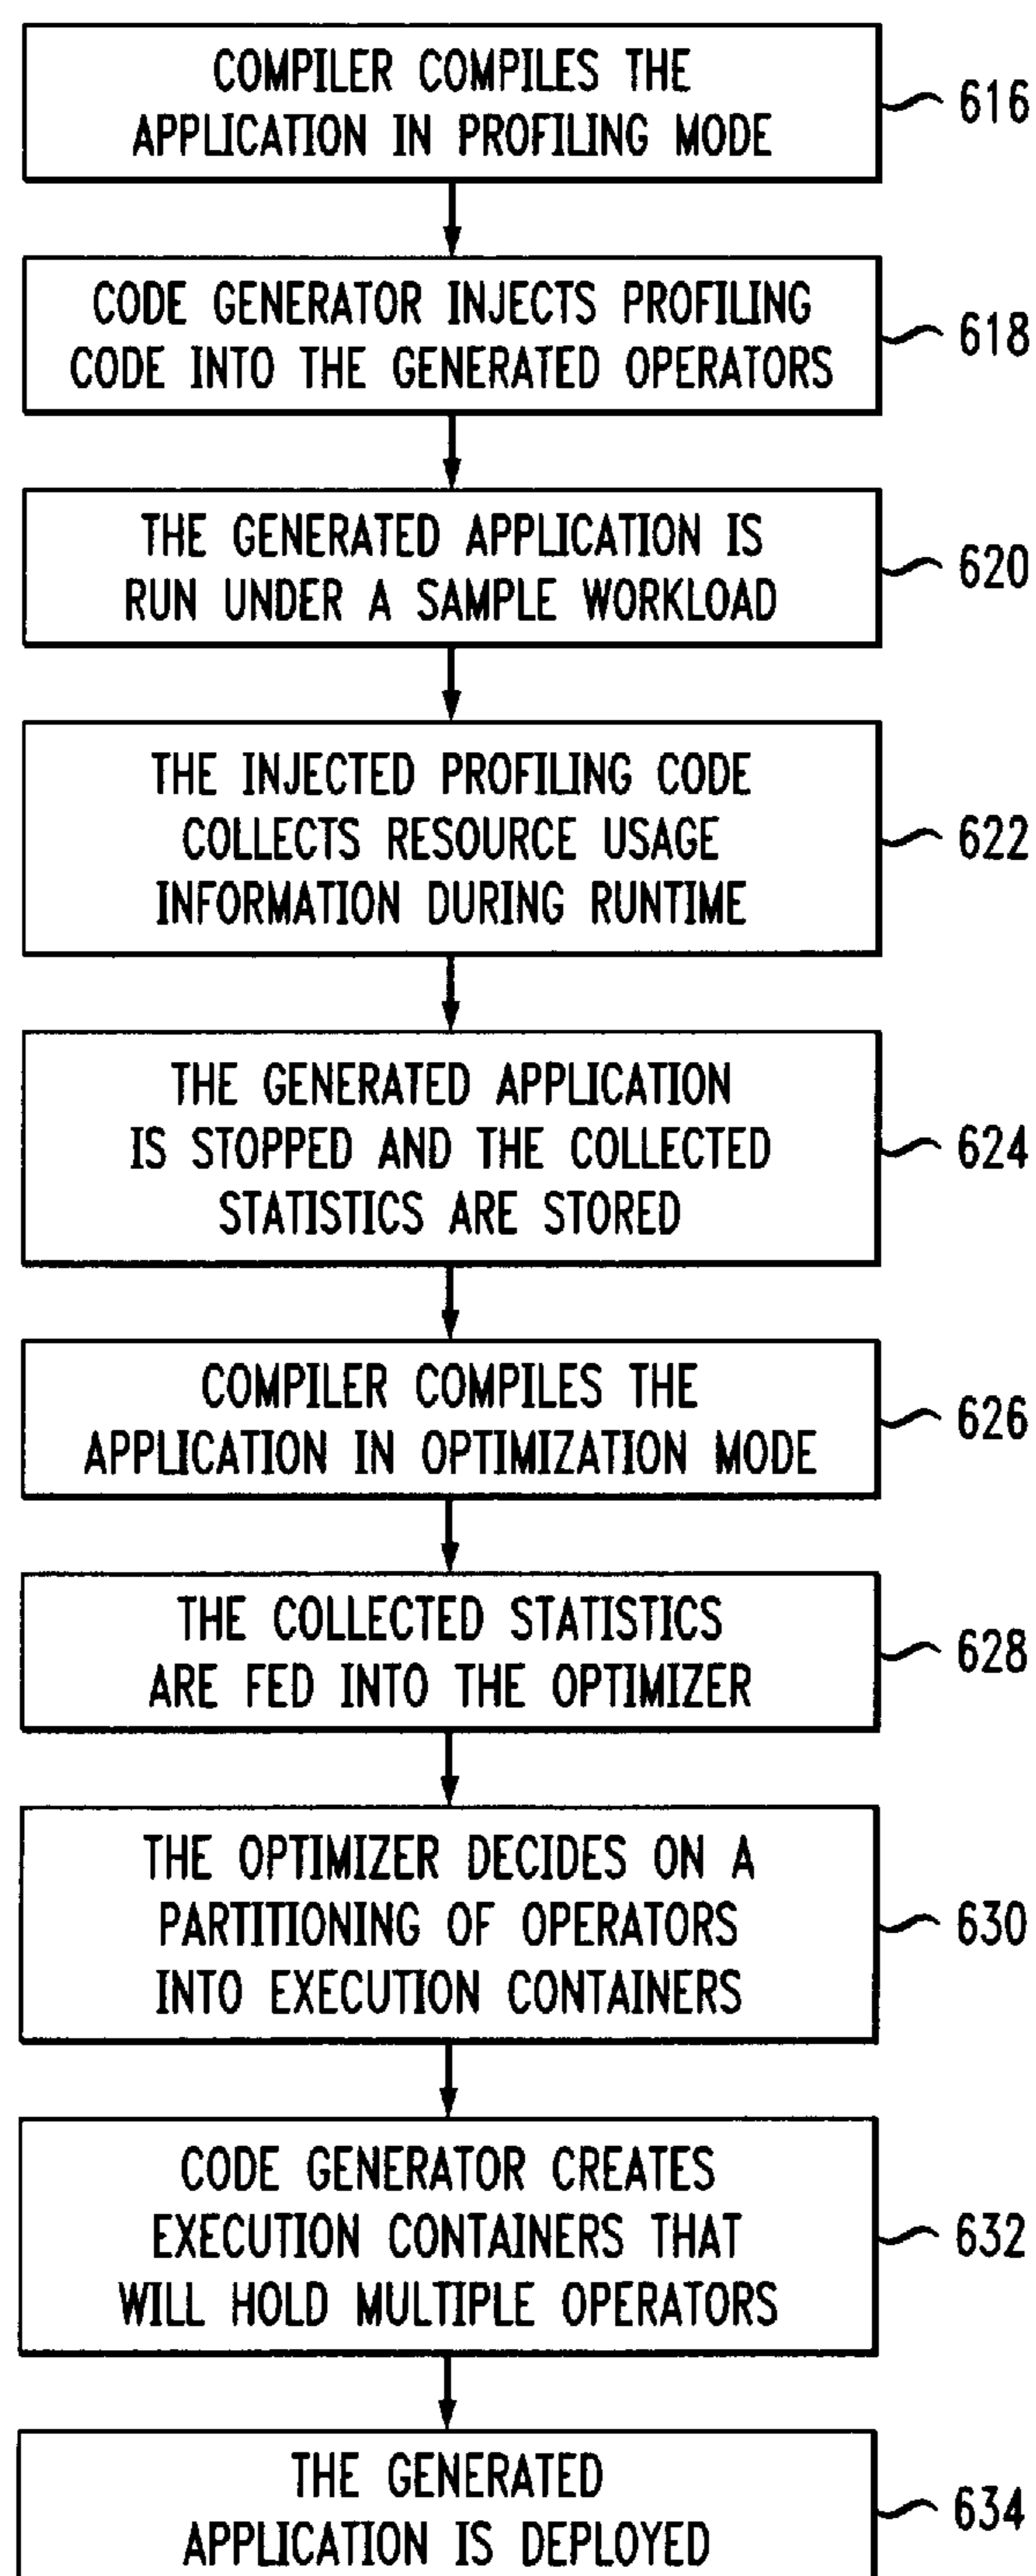 COMPILER COMPILES THE
APPLICATION IN PROFILING MODE
616
CODE GENERATOR INJECTS PROFILING
CODE INTO THE GENERATED OPERATORS
618
THE GENERATED APPLICATION IS
RUN UNDER A SAMPLE WORKLOAD
620
THE INJECTED PROFILING CODE
COLLECTS RESOURCE USAGE
INFORMATION DURING RUNTIME
622
THE GENERATED APPLICATION
IS STOPPED AND THE COLLECTED
STATISTICS ARE STORED
624
COMPILER COMPILES THE
APPLICATION IN OPTIMIZATION MODE
626
THE COLLECTED STATISTICS
ARE FED INTO THE OPTIMIZER
628
THE OPTIMIZER DECIDES ON A
PARTITIONING OF OPERATORS
INTO EXECUTION CONTAINERS
630
CODE GENERATOR CREATES
EXECUTION CONTAINERS THAT
WILL HOLD MULTIPLE OPERATORS
632
THE GENERATED
APPLICATION IS DEPLOYED
634